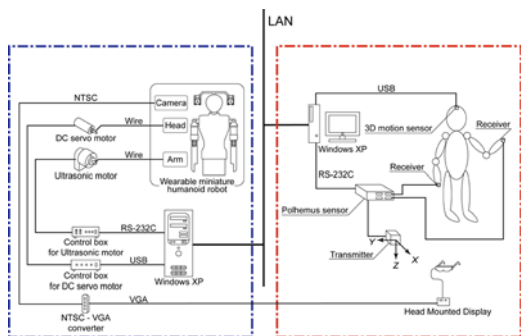 LAN
NTSC
Camera
Wire
Head
DC servo motor
Wire
Arm
Ultrasonic motor
Wearable miniature
humanoid robot
RS-232C
Control box
for Ultrasonic motor
USB
Control box
for DC servo motor
Windows XP
VGA
NTSC - VGA
converter
USB
3D motion sensor
Receiver
Windows XP
RS-232C
Receiver
Polhemus sensor
Y
X
Z
Transmitter
Head Mounted Display